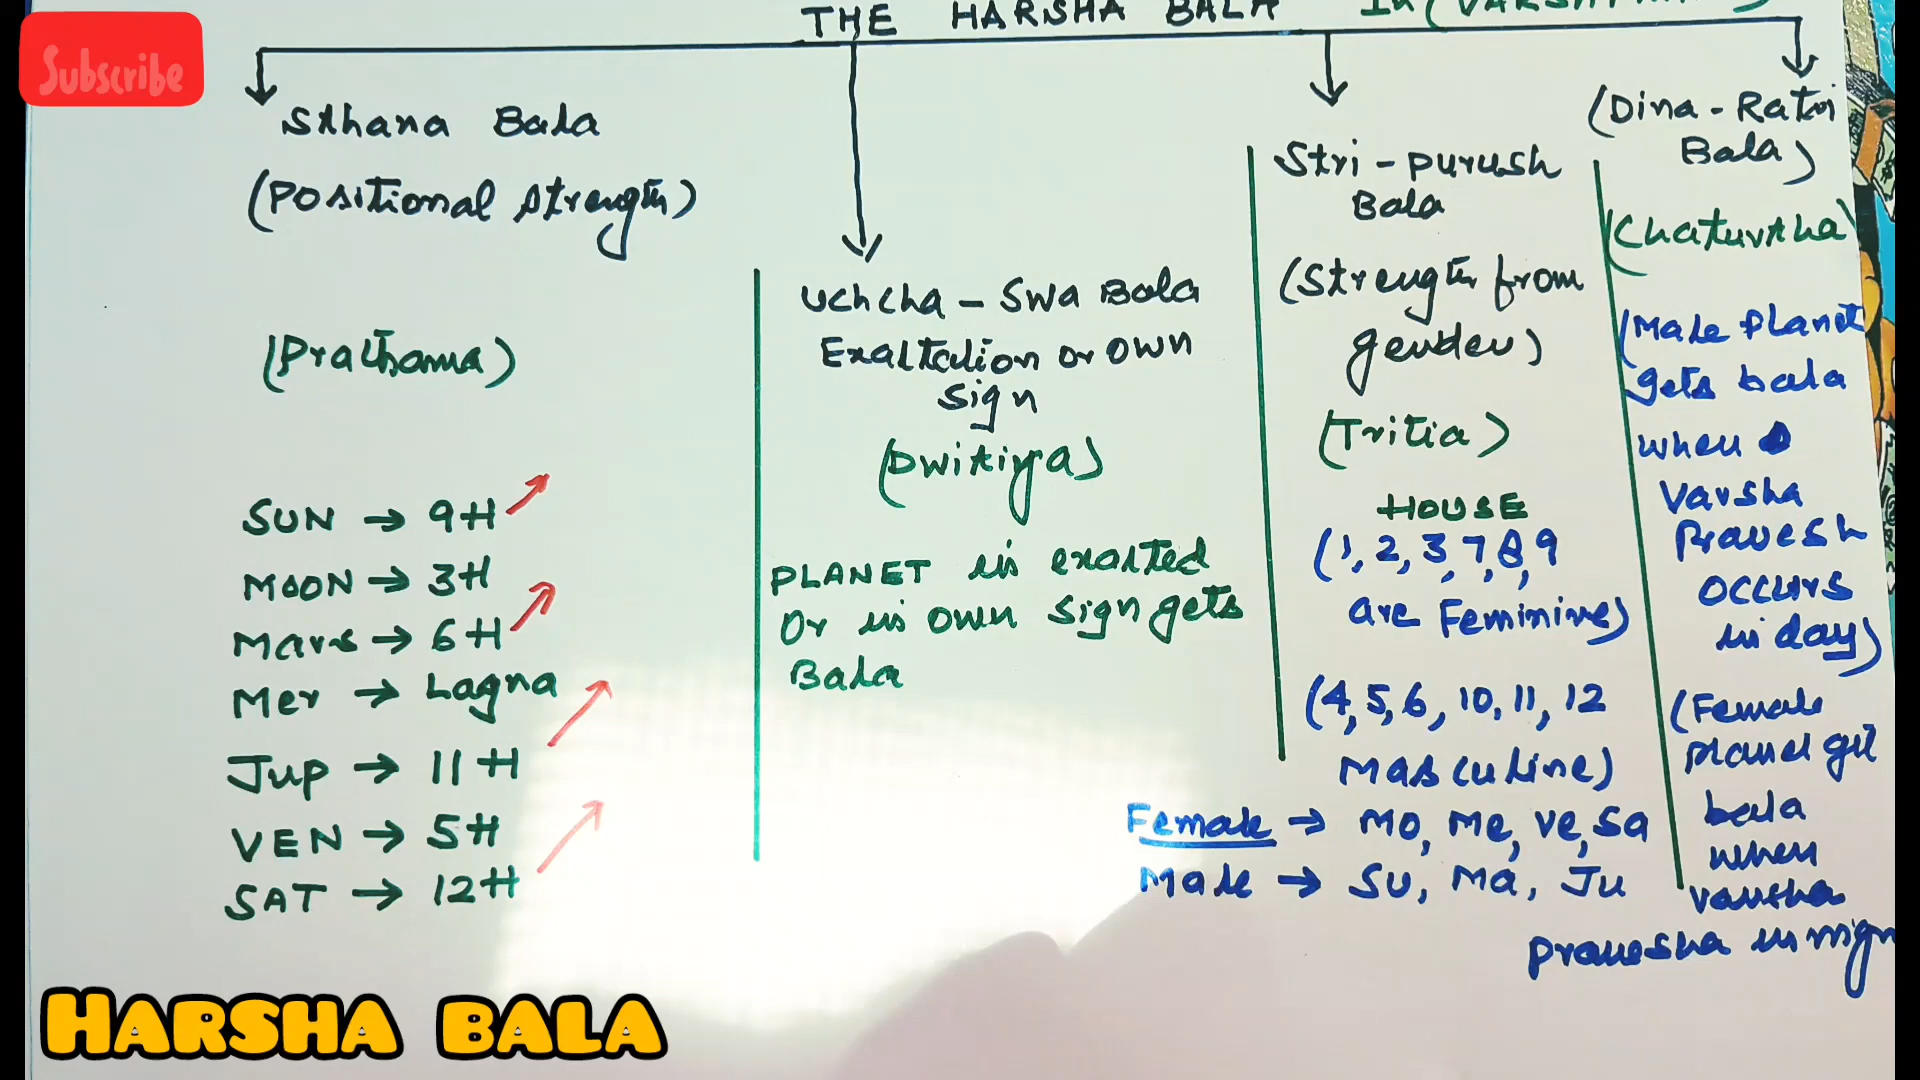 Subscribe
THE HARSHA BALA IN (VARSHPHAL)
Sthana Bala
(Positional strength)
(Prathama)
SUN → 9H
MOON → 3H
Mars → 6H
Mer → Lagna
Jup → 11H
VEN → 5H
SAT → 12H
Uchcha - Swa Bala
Exaltation or own
sign
(Dwitiya)
PLANET is exalted
Or in own sign gets
Bala
Stri - purush
Bala
(Strength from
gender)
(Tritia)
HOUSE
(1, 2, 3, 7, 8, 9
are Feminine)
(4, 5, 6, 10, 11, 12
Masculine)
Female → Mo, Me, Ve, Sa
Male → Su, Ma, Ju
(Dina - Ratri
Bala)
(Chaturtha)
(Male Planet
gets bala
when
Varsha
Pravesh
occurs
in day)
(Female
planet get
bala
when
varsha
pravesha in nigh
HARSHA BALA